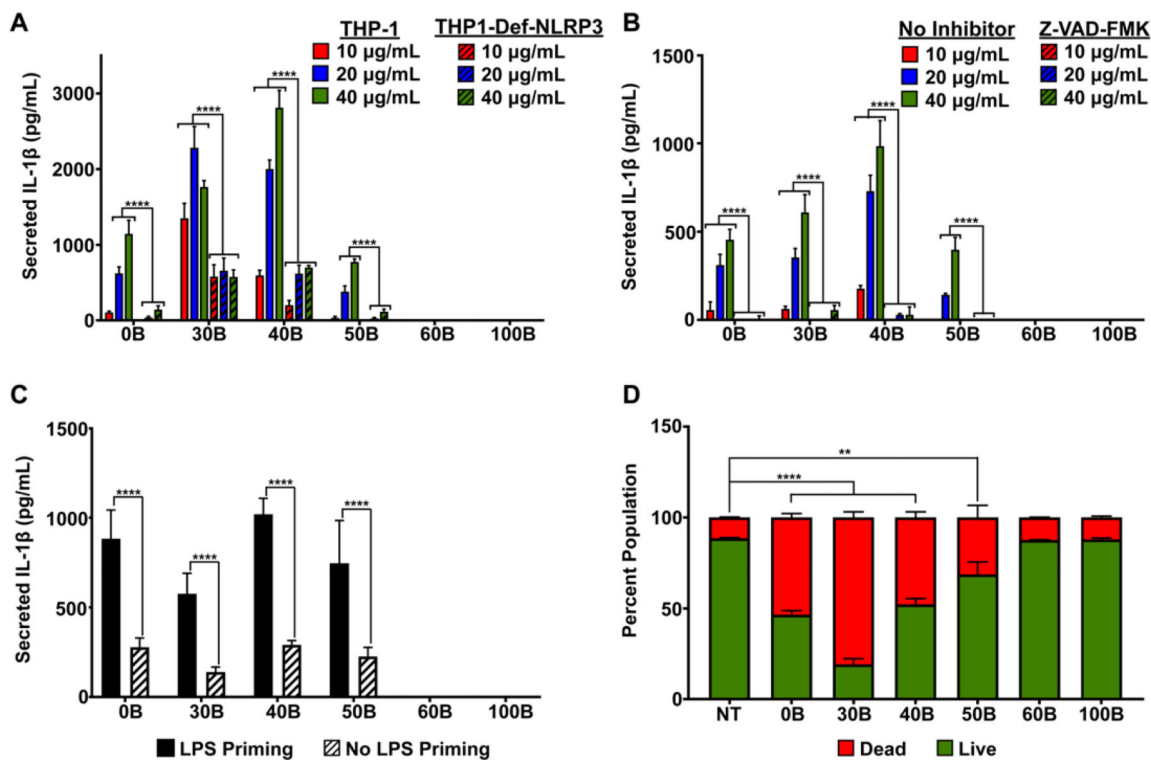 A
THP-1 THP1-Def-NLRP3
10 µg/mL 10 µg/mL
20 µg/mL 20 µg/mL
40 µg/mL 40 µg/mL
Secreted IL-1β (pg/mL)
3000
2000
1000
0
**** **** **** ****
0B 30B 40B 50B 60B 100B
B
No Inhibitor Z-VAD-FMK
10 µg/mL 10 µg/mL
20 µg/mL 20 µg/mL
40 µg/mL 40 µg/mL
Secreted IL-1β (pg/mL)
1500
1000
500
0
**** **** **** ****
0B 30B 40B 50B 60B 100B
C
Secreted IL-1β (pg/mL)
1500
1000
500
0
**** **** **** ****
0B 30B 40B 50B 60B 100B
LPS Priming No LPS Priming
D
Percent Population
150
100
50
0
**
****
NT 0B 30B 40B 50B 60B 100B
Dead Live